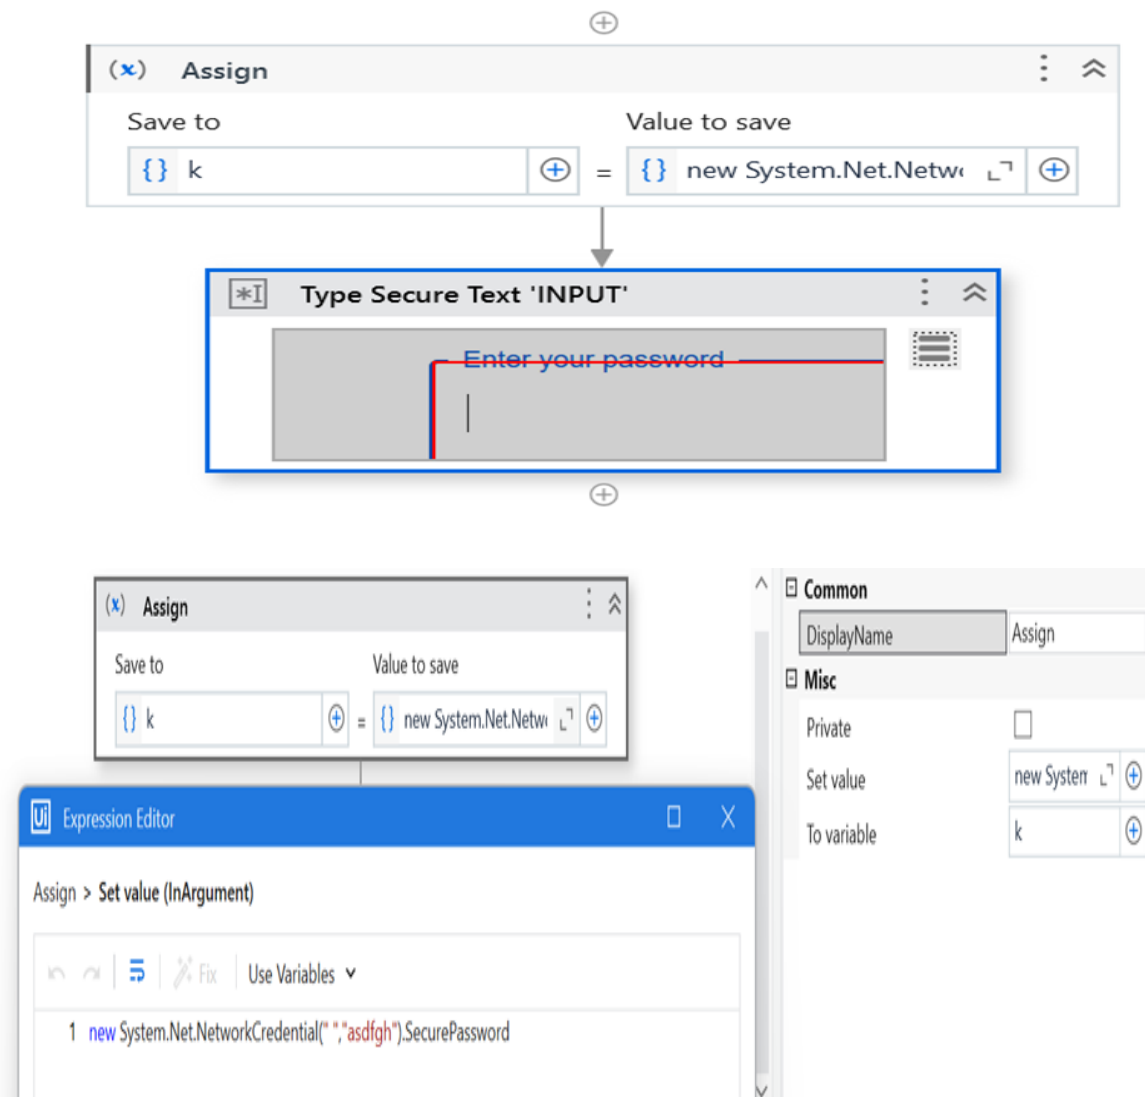 (x) Assign
Save to Value to save
{} k = {} new System.Net.Netw
*I Type Secure Text 'INPUT'
Enter your password
(x) Assign
Save to Value to save
{} k = {} new System.Net.Netw
Common
DisplayName Assign
Misc
Private
Set value new System
To variable k
Ui Expression Editor
Assign > Set value (InArgument)
Fix Use Variables
1 new System.Net.NetworkCredential(" ","asdfgh").SecurePassword